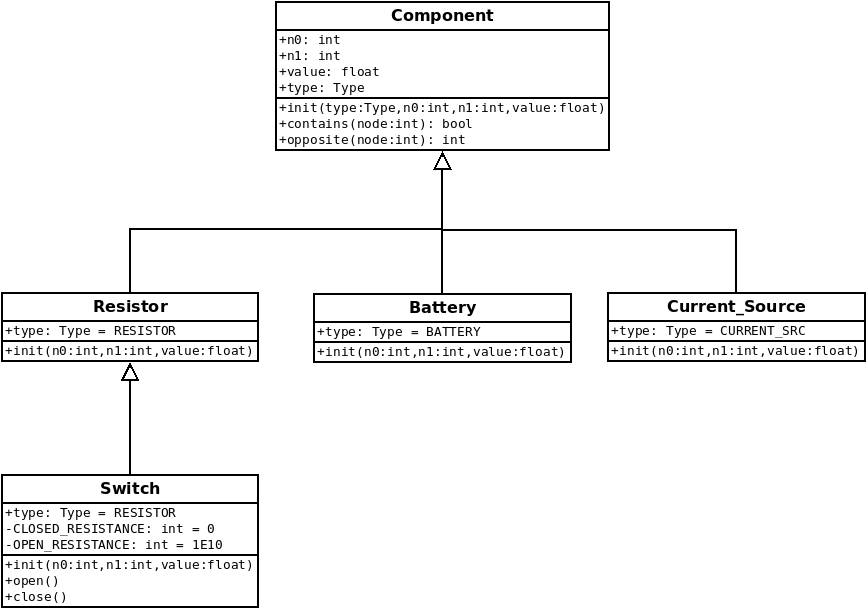 Component
+n0: int
+n1: int
+value: float
+type: Type
+init(type:Type,n0:int,n1:int,value:float)
+contains(node:int): bool
+opposite(node:int): int
Resistor
+type: Type = RESISTOR
+init(n0:int,n1:int,value:float)
Battery
+type: Type = BATTERY
+init(n0:int,n1:int,value:float)
Current_Source
+type: Type = CURRENT_SRC
+init(n0:int,n1:int,value:float)
Switch
+type: Type = RESISTOR
-CLOSED_RESISTANCE: int = 0
-OPEN_RESISTANCE: int = 1E10
+init(n0:int,n1:int,value:float)
+open()
+close()